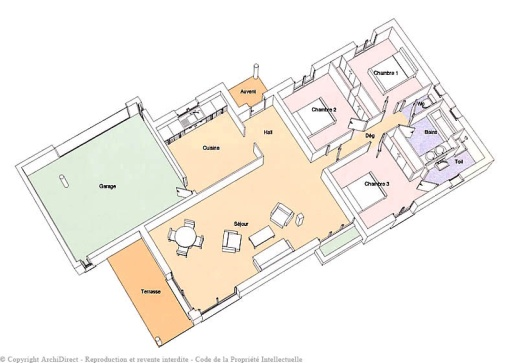 Chambre 1
Auvent
Chambre 2
Wc
Hall
Bains
Dég
Cuisine
Toil
Garage
Chambre 3
Séjour
Terrasse
© Copyright ArchiDirect - Reproduction et revente interdite - Code de la Propriété Intellectuelle